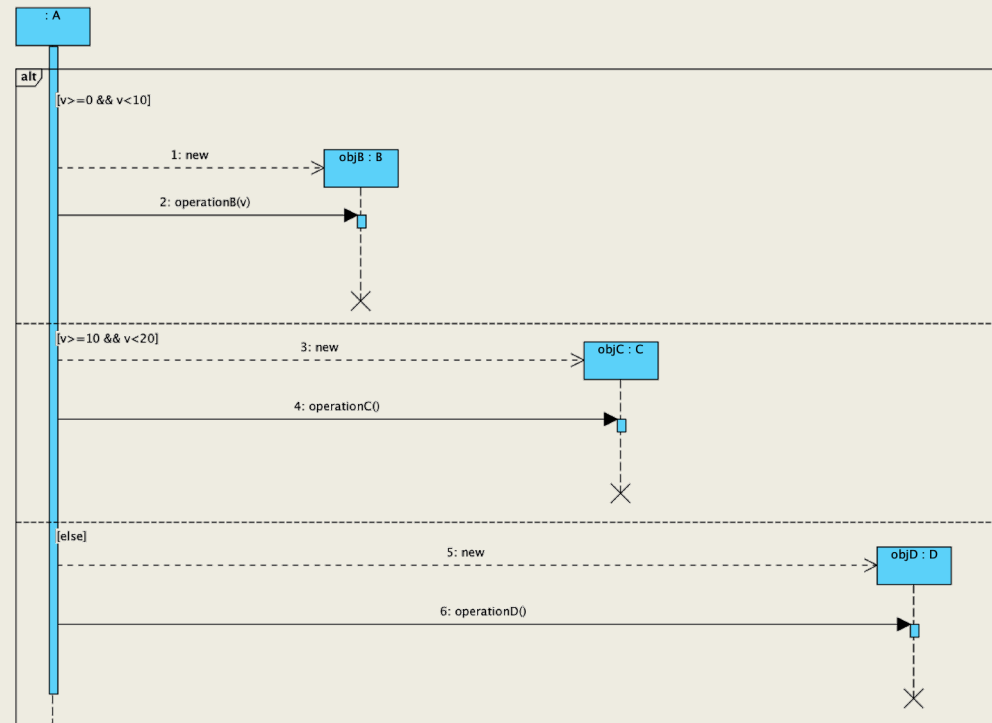 : A
alt
[v>=0 && v<10]
1: new
objB : B
2: operationB(v)
[v>=10 && v<20]
3: new
objC : C
4: operationC()
[else]
5: new
objD : D
6: operationD()